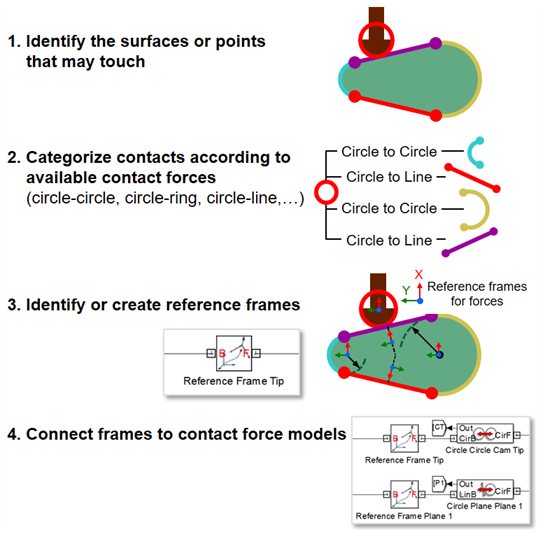 1. Identify the surfaces or points
that may touch
2. Categorize contacts according to
available contact forces
(circle-circle, circle-ring, circle-line,…)
Circle to Circle
Circle to Line
Circle to Circle
Circle to Line
3. Identify or create reference frames
X
Y
Reference frames
for forces
B F
Reference Frame Tip
4. Connect frames to contact force models
B F
Reference Frame Tip
[CT]
Out
CirB
CirF
Circle Circle Cam Tip
B F
Reference Frame Plane 1
[P1]
Out
LinB
CirF
Circle Plane Plane 1